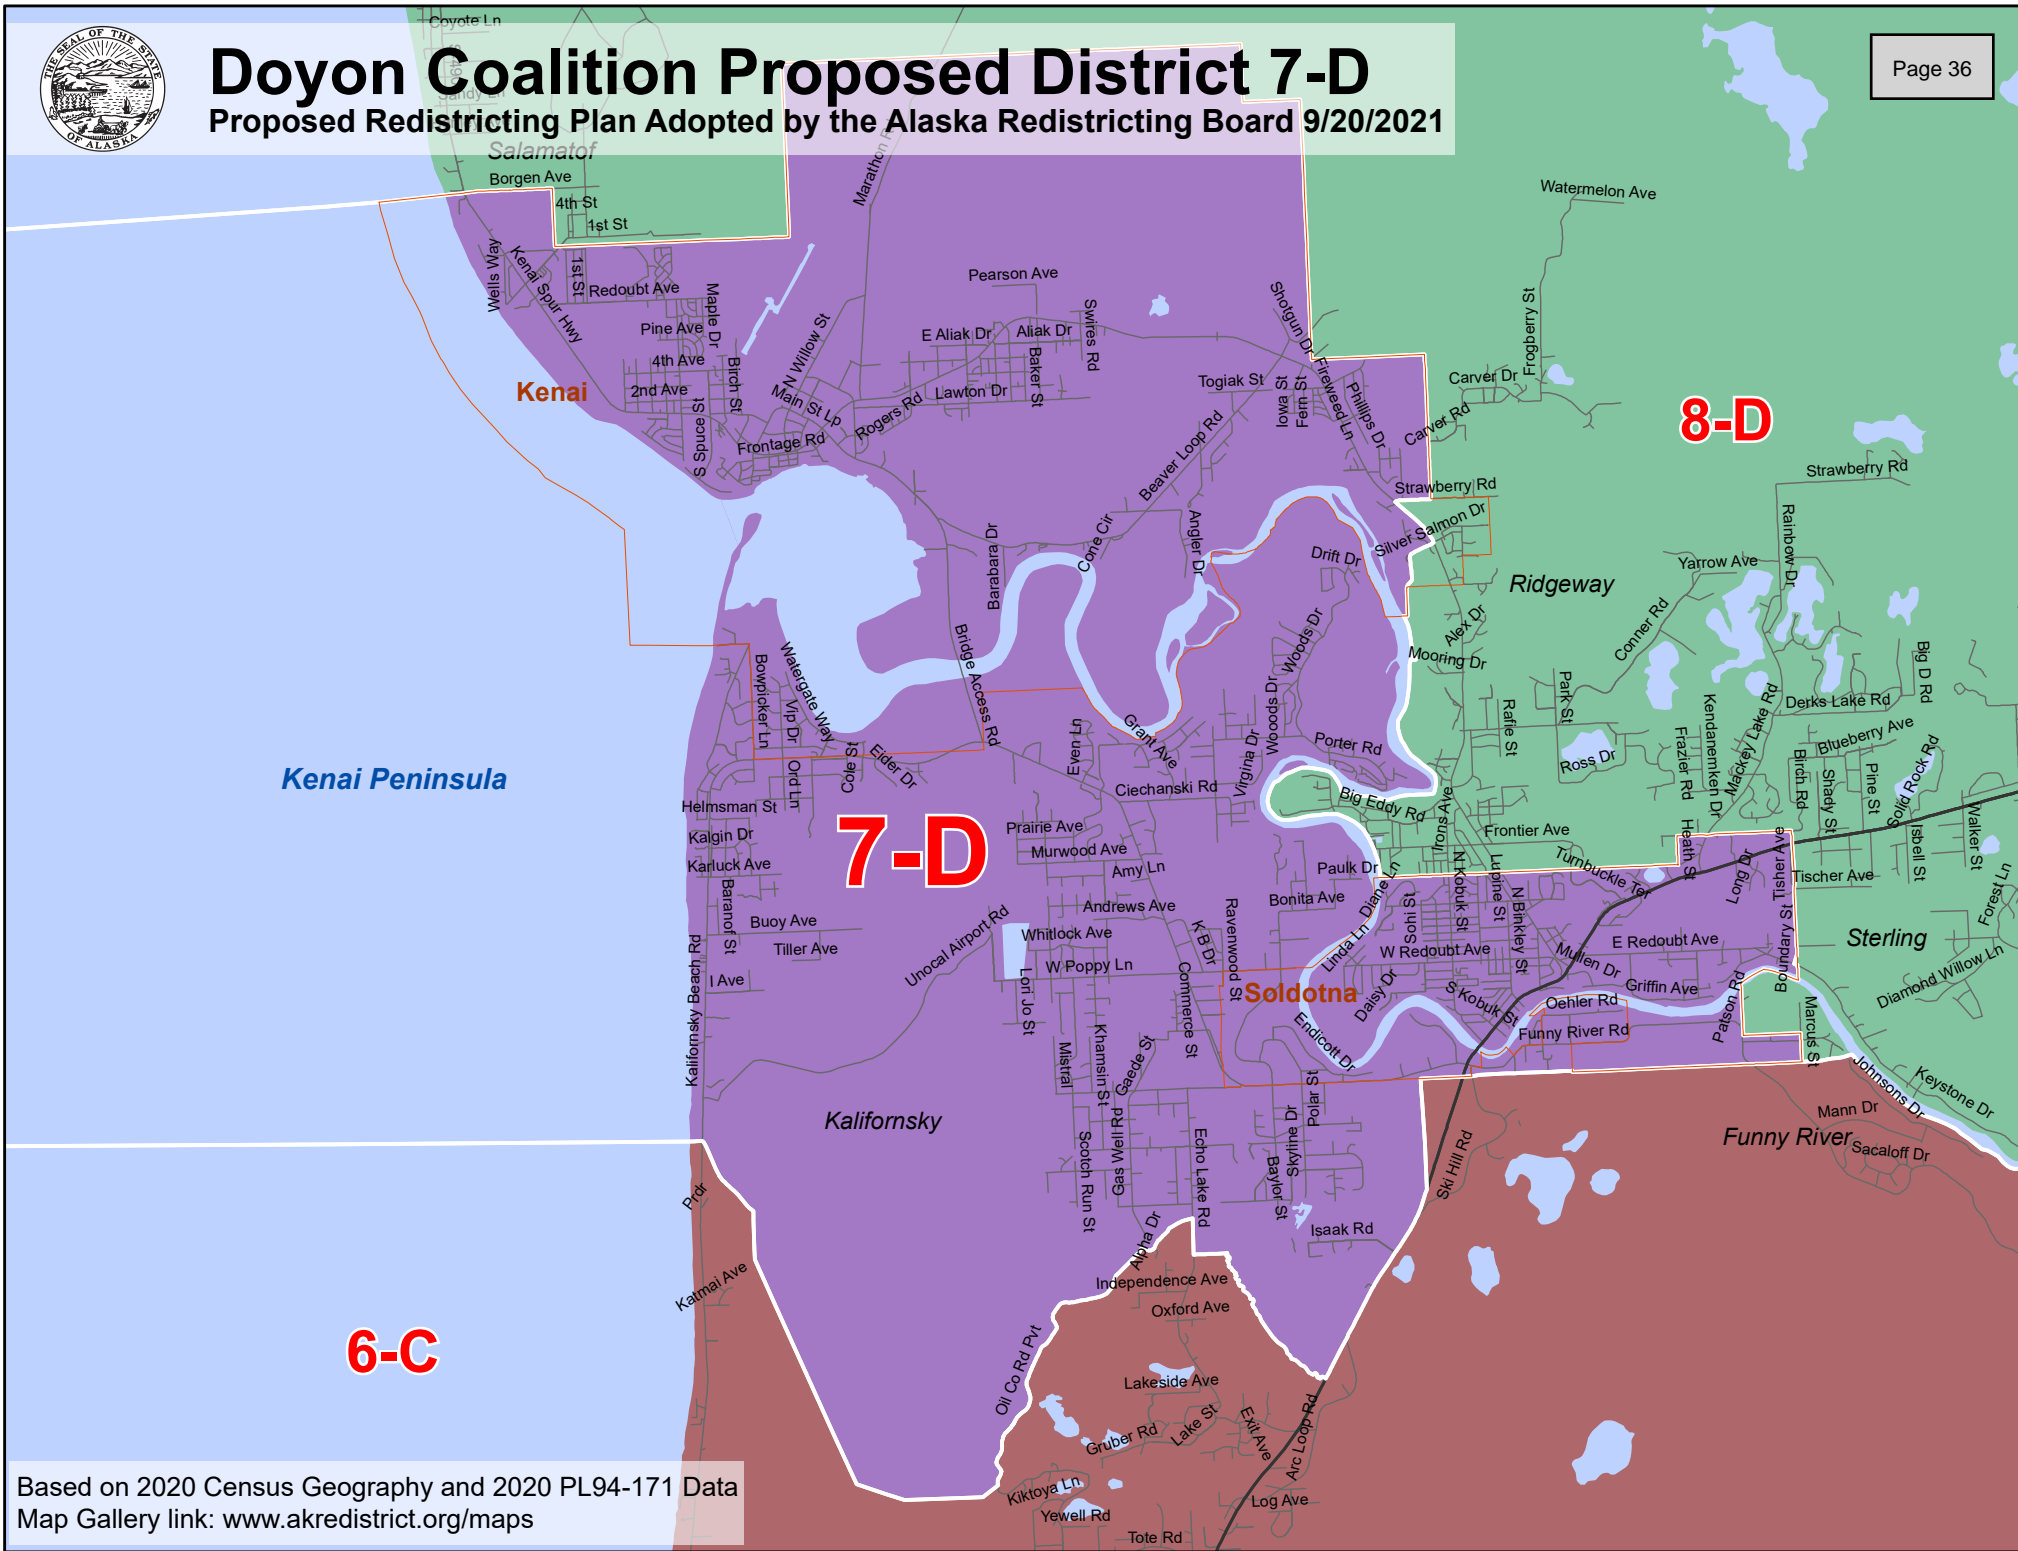 Coyote Ln
THE SEAL OF THE STATE
OF ALASKA
Doyon Coalition Proposed District 7-D
Proposed Redistricting Plan Adopted by the Alaska Redistricting Board 9/20/2021
Page 36
Sandy Ln
Salamatof
Borgen Ave
4th St
1st St
Marathon Rd
Watermelon Ave
Wells Way
Kenai Spur Hwy
1st St
Redoubt Ave
Maple Dr
Pine Ave
4th Ave
2nd Ave
Birch St
S Spruce St
Kenai
N Willow St
Main St Lp
Frontage Rd
Rogers Rd
Pearson Ave
E Aliak Dr
Aliak Dr
Swires Rd
Baker St
Lawton Dr
Shotgun Dr
Togiak St
Iowa St
Fern St
Fireweed Ln
Phillips Dr
Beaver Loop Rd
Frogberry St
Carver Dr
Carver Rd
8-D
Strawberry Rd
Strawberry Rd
Silver Salmon Dr
Rainbow Dr
Yarrow Ave
Ridgeway
Conner Rd
Barabara Dr
Cone Cir
Angler Dr
Drift Dr
Woods Dr
Alex Dr
Mooring Dr
Bridge Access Rd
Bowpicker Ln
Watergate Way
Vip Dr
Ord Ln
Cole St
Eider Dr
Even Ln
Grant Ave
Wooods Dr
Virgina Dr
Porter Rd
Ciechanski Rd
Big Eddy Rd
Irons Ave
Rafie St
Park St
Ross Dr
Frazier Rd
Kendanemken Dr
Mackey Lake Rd
Derks Lake Rd
Big D Rd
Blueberry Ave
Birch Rd
Shady St
Pine St
Solid Rock Rd
Isbell St
Walker St
Forest Ln
Kenai Peninsula
7-D
Helmsman St
Kalgin Dr
Karluck Ave
Baranof St
Buoy Ave
Tiller Ave
I Ave
Kalifornsky Beach Rd
Unocal Airport Rd
Prairie Ave
Murwood Ave
Amy Ln
Andrews Ave
Whitlock Ave
W Poppy Ln
Lori Jo St
K B Dr
Ravenwood St
Commerce St
Paulk Dr
Bonita Ave
Diane Ln
Linda Ln
Frontier Ave
Turnbuckle Ter
Heath St
Long Dr
Tisher Ave
Tischer Ave
Boundary St
Sterling
Diamond Willow Ln
N Kobuk St
Lupine St
N Binkley St
Sohi St
W Redoubt Ave
E Redoubt Ave
Mullen Dr
Griffin Ave
Soldotna
Daisy Dr
S Kobuk St
Oehler Rd
Funny River Rd
Patson Rd
Marcus St
Endicott Dr
Johnsons Dr
Keystone Dr
Mann Dr
Sacaloff Dr
Funny River
Kalifornsky
Mistral
Khamsin St
Gaede St
Scotch Run St
Gas Well Rd
Echo Lake Rd
Baylor St
Skyline Dr
Polar St
Isaak Rd
Ski Hill Rd
Prdr
Katmai Ave
Alpha Dr
Independence Ave
Oxford Ave
Oil Co Rd Pvt
6-C
Lakeside Ave
Gruber Rd
Lake St
Exit Ave
Arc Loop Rd
Kiktoya Ln
Yewell Rd
Log Ave
Tote Rd
Based on 2020 Census Geography and 2020 PL94-171 Data
Map Gallery link: www.akredistrict.org/maps